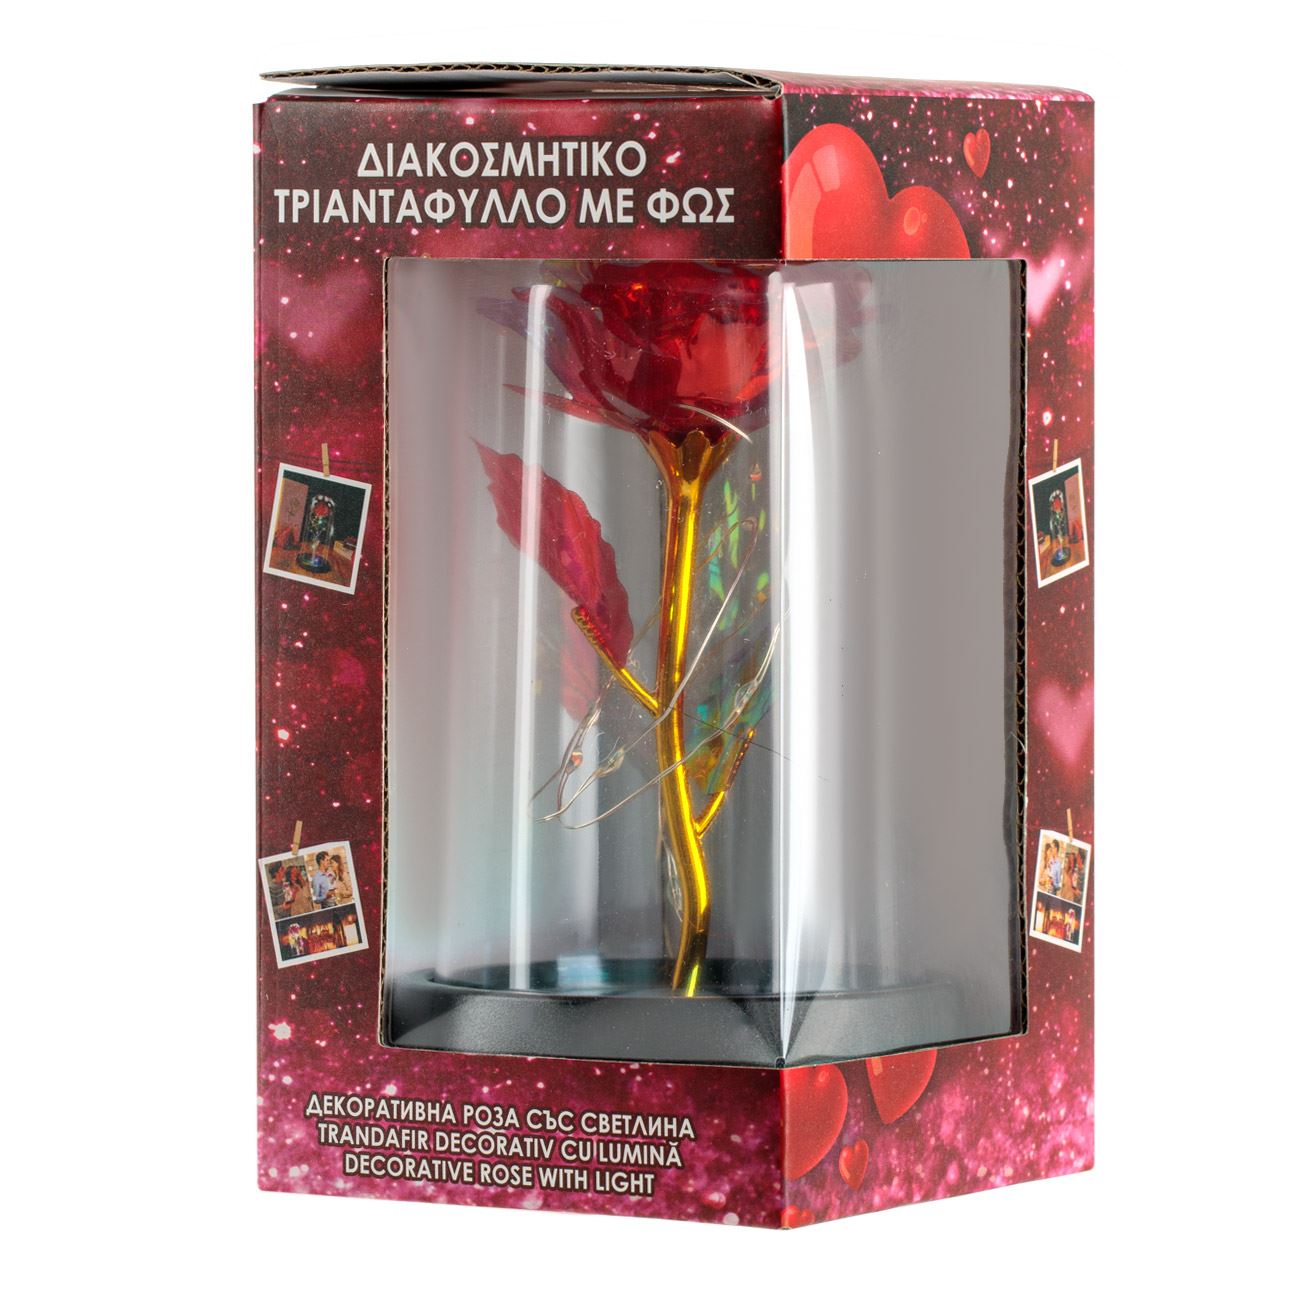 ΔΙΑΚΟΣΜΗΤΙΚΟ
ΤΡΙΑΝΤΑΦΥΛΛΟ ΜΕ ΦΩΣ
ДЕКОРАТИВНА РОЗА СЪС СВЕТЛИНА
TRANDAFIR DECORATIV CU LUMINĂ
DECORATIVE ROSE WITH LIGHT